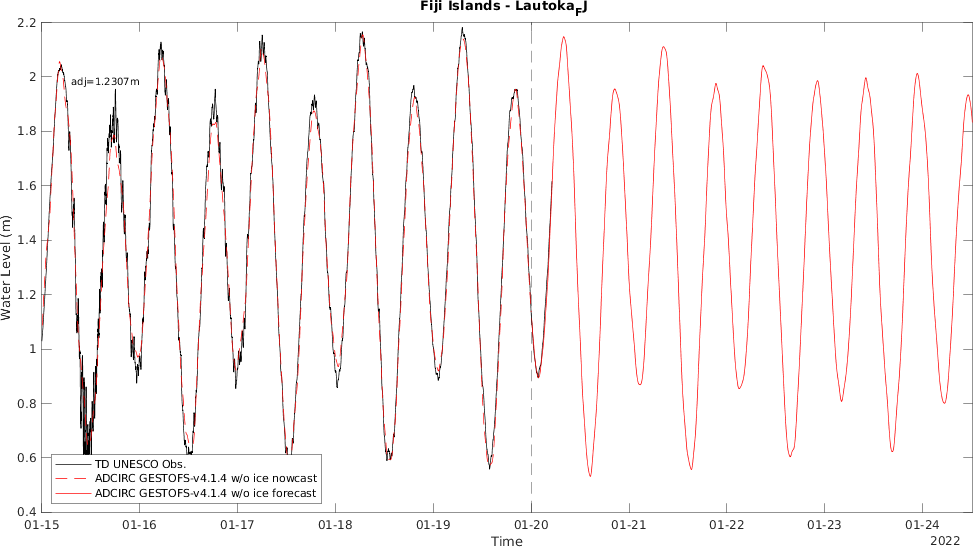 Fiji Islands - Lautoka_FJ
2.2
2
1.8
1.6
1.4
1.2
1
0.8
0.6
0.4
Water Level (m)
adj=1.2307m
TD UNESCO Obs.
ADCIRC GESTOFS-v4.1.4 w/o ice nowcast
ADCIRC GESTOFS-v4.1.4 w/o ice forecast
01-15 01-16 01-17 01-18 01-19 01-20 01-21 01-22 01-23 01-24
Time
2022